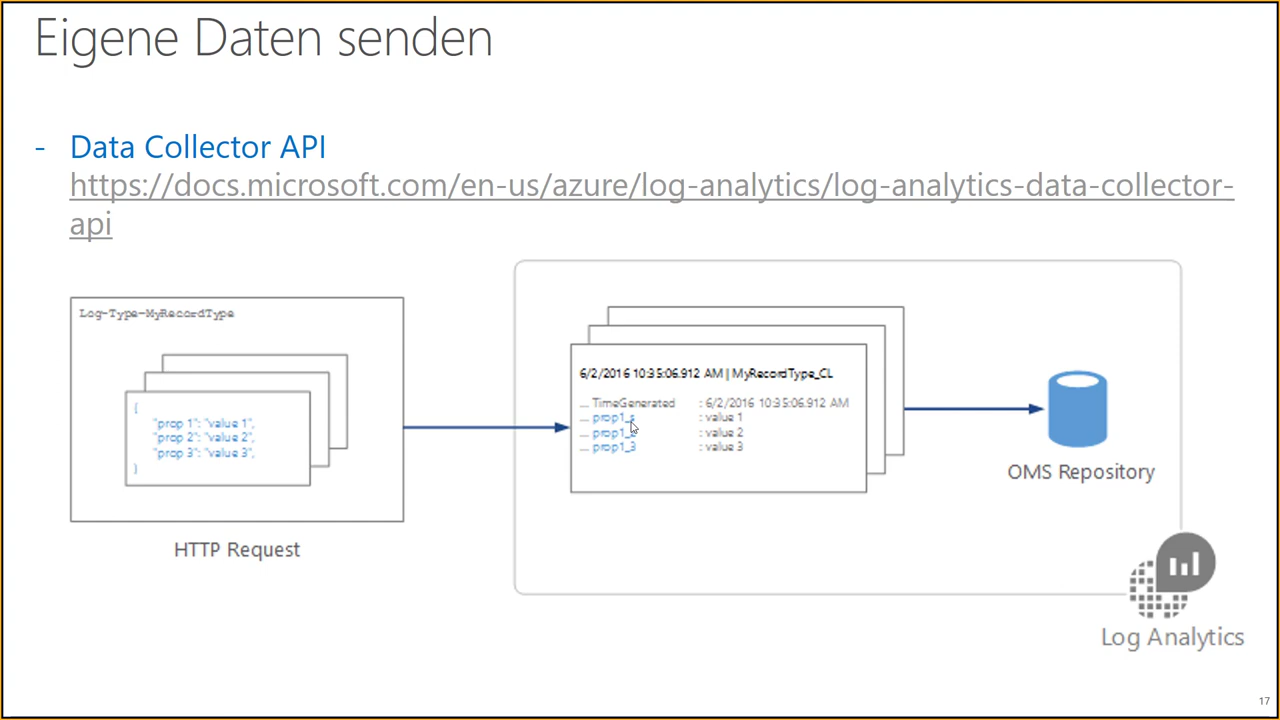 Eigene Daten senden
- Data Collector API
https://docs.microsoft.com/en-us/azure/log-analytics/log-analytics-data-collector-
api
Log-Type-MyRecordType
{
"prop 1": "value 1",
"prop 2": "value 2",
"prop 3": "value 3",
}
HTTP Request
6/2/2016 10:35:06.912 AM | MyRecordType_CL
... TimeGenerated : 6/2/2016 10:35:06.912 AM
... prop1_s : value 1
... : value 2
... prop1_3 : value 3
OMS Repository
Log Analytics
17